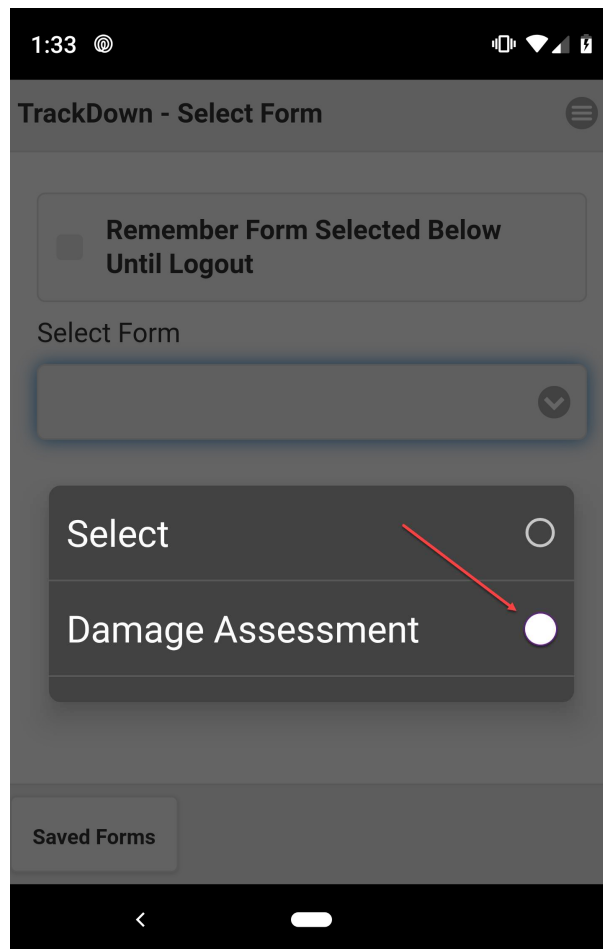 1:33
TrackDown - Select Form
Remember Form Selected Below
Until Logout
Select Form
Select
Damage Assessment
Saved Forms